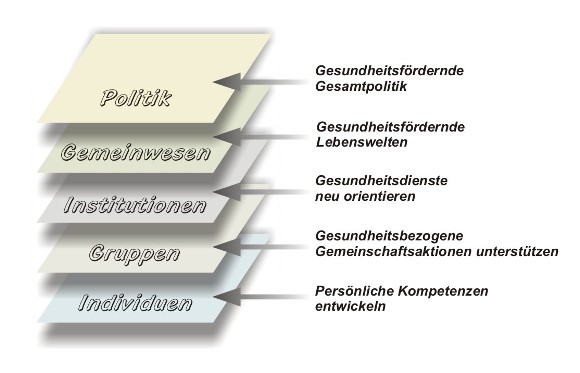 Politik
Gesundheitsfördernde
Gesamtpolitik
Gemeinwesen
Gesundheitsfördernde
Lebenswelten
Institutionen
Gesundheitsdienste
neu orientieren
Gruppen
Gesundheitsbezogene
Gemeinschaftsaktionen unterstützen
Individuen
Persönliche Kompetenzen
entwickeln